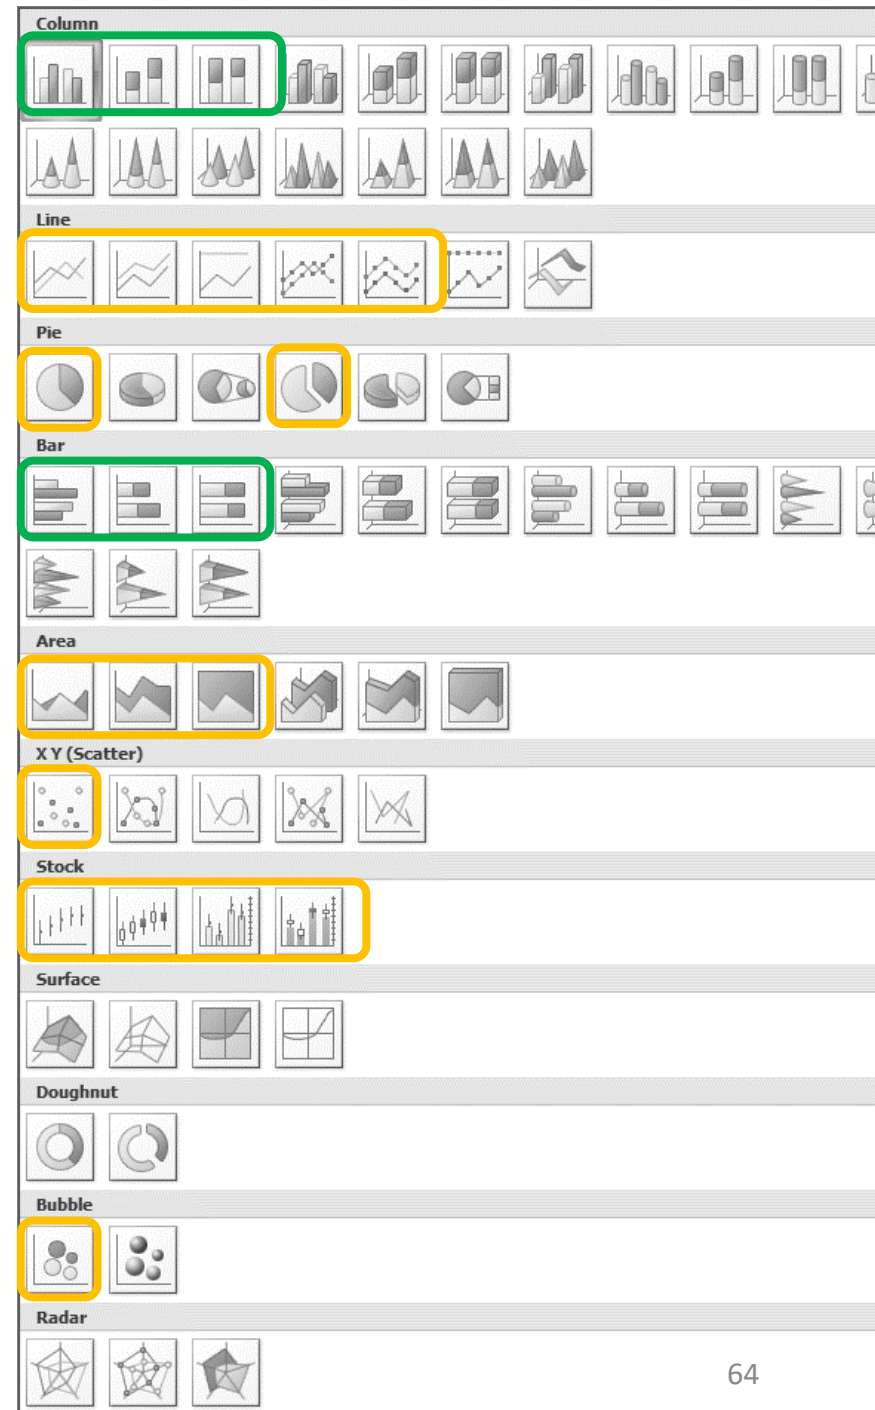 Column
Line
Pie
Bar
Area
X Y (Scatter)
Stock
Surface
Doughnut
Bubble
Radar
64